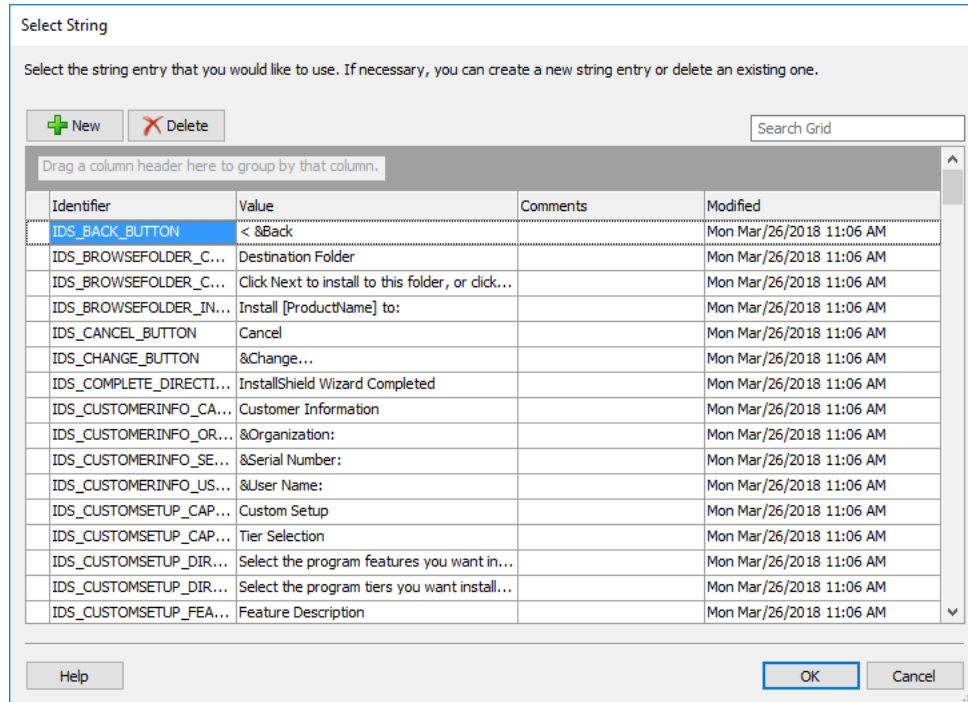 Select String
Select the string entry that you would like to use. If necessary, you can create a new string entry or delete an existing one.
New Delete Search Grid
Drag a column header here to group by that column.
Identifier Value Comments Modified
IDS_BACK_BUTTON < &Back Mon Mar/26/2018 11:06 AM
IDS_BROWSEFOLDER_C... Destination Folder Mon Mar/26/2018 11:06 AM
IDS_BROWSEFOLDER_C... Click Next to install to this folder, or click... Mon Mar/26/2018 11:06 AM
IDS_BROWSEFOLDER_IN... Install [ProductName] to: Mon Mar/26/2018 11:06 AM
IDS_CANCEL_BUTTON Cancel Mon Mar/26/2018 11:06 AM
IDS_CHANGE_BUTTON &Change... Mon Mar/26/2018 11:06 AM
IDS_COMPLETE_DIRECTI... InstallShield Wizard Completed Mon Mar/26/2018 11:06 AM
IDS_CUSTOMERINFO_CA... Customer Information Mon Mar/26/2018 11:06 AM
IDS_CUSTOMERINFO_OR... &Organization: Mon Mar/26/2018 11:06 AM
IDS_CUSTOMERINFO_SE... &Serial Number: Mon Mar/26/2018 11:06 AM
IDS_CUSTOMERINFO_US... &User Name: Mon Mar/26/2018 11:06 AM
IDS_CUSTOMSETUP_CAP... Custom Setup Mon Mar/26/2018 11:06 AM
IDS_CUSTOMSETUP_CAP... Tier Selection Mon Mar/26/2018 11:06 AM
IDS_CUSTOMSETUP_DIR... Select the program features you want in... Mon Mar/26/2018 11:06 AM
IDS_CUSTOMSETUP_DIR... Select the program tiers you want install... Mon Mar/26/2018 11:06 AM
IDS_CUSTOMSETUP_FEA... Feature Description Mon Mar/26/2018 11:06 AM
Help OK Cancel